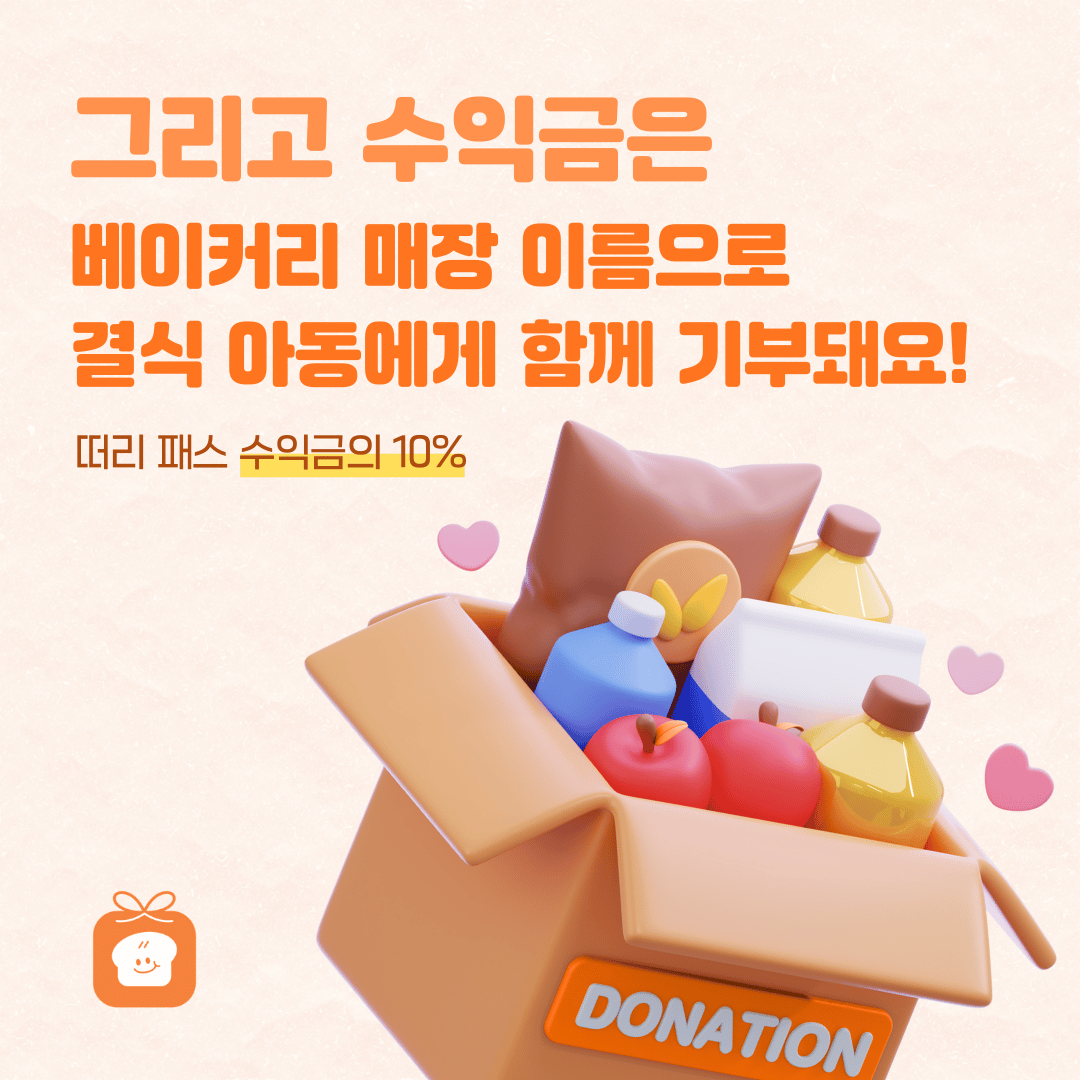 그리고 수익금은
베이커리 매장 이름으로
결식 아동에게 함께 기부돼요!
떠리 패스 수익금의 10%
DONATION